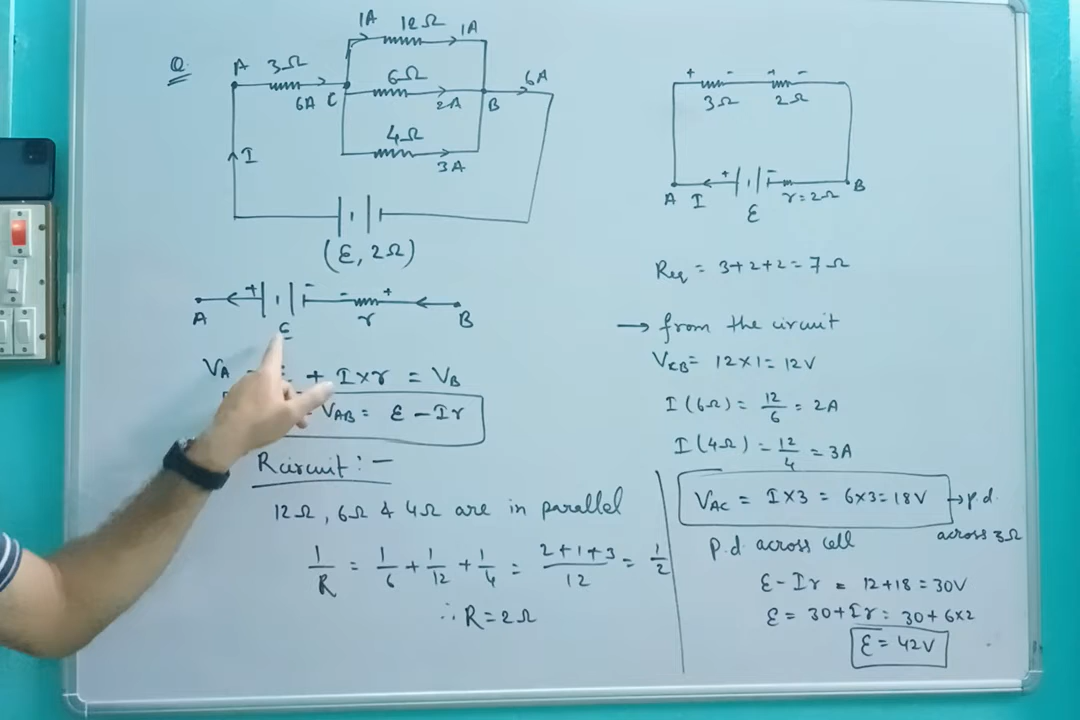 Q.
1A 12Ω 1A
A 3Ω 6A C
6Ω 2A B 6A
4Ω 3A
I
(ε, 2Ω)
A + - - + B
ε r
VA - + I×r = VB
VAB = ε - Ir
Rcircuit :-
12Ω, 6Ω & 4Ω are in parallel
1/R = 1/6 + 1/12 + 1/4 = 2+1+3/12 = 1/2
∴ R = 2Ω
+ - + -
3Ω 2Ω
A I + - B
ε r=2Ω
Req = 3+2+2 = 7Ω
→ from the circuit
VCB = 12×1 = 12V
I(6Ω) = 12/6 = 2A
I(4Ω) = 12/4 = 3A
VAC = I×3 = 6×3 = 18V → p.d. across 3Ω
p.d across cell
ε - Ir = 12+18 = 30V
ε = 30+Ir = 30+6×2
ε = 42V